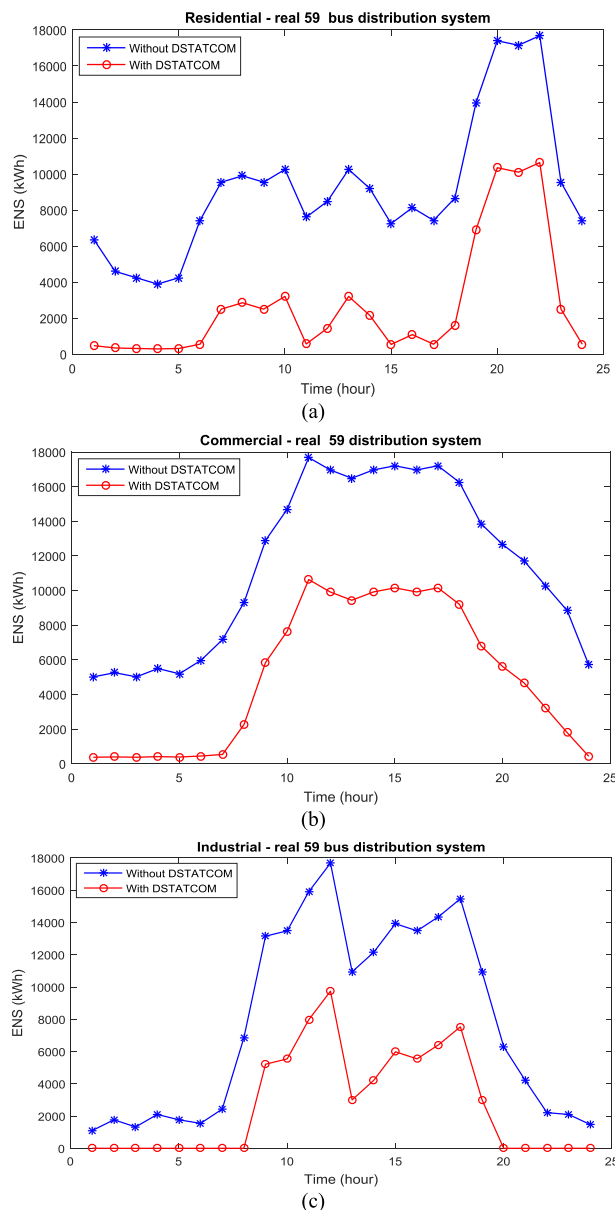 Residential - real 59 bus distribution system
18000
16000
14000
12000
10000
8000
6000
4000
2000
0
ENS (kWh)
Without DSTATCOM
With DSTATCOM
0 5 10 15 20 25
Time (hour)
(a)
Commercial - real 59 distribution system
18000
16000
14000
12000
10000
8000
6000
4000
2000
0
ENS (kWh)
Without DSTATCOM
With DSTATCOM
0 5 10 15 20 25
Time (hour)
(b)
Industrial - real 59 bus distribution system
18000
16000
14000
12000
10000
8000
6000
4000
2000
0
ENS (kWh)
Without DSTATCOM
With DSTATCOM
0 5 10 15 20 25
Time (hour)
(c)